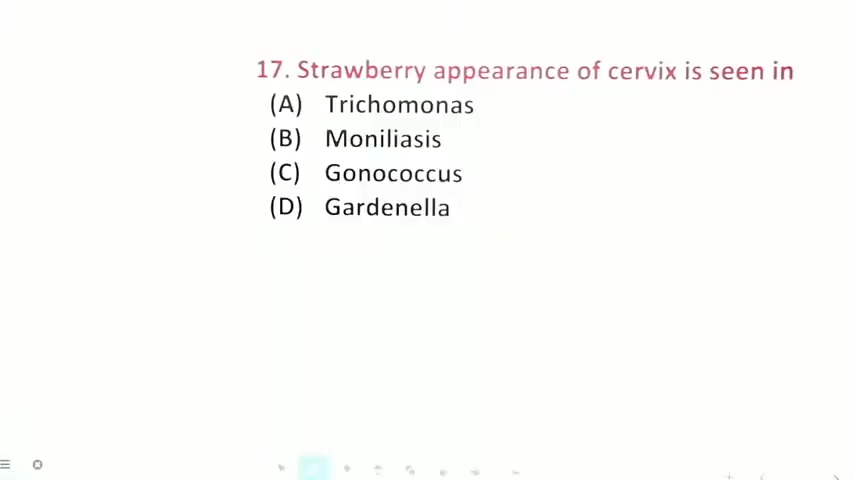 17. Strawberry appearance of cervix is seen in
(A) Trichomonas
(B) Moniliasis
(C) Gonococcus
(D) Gardenella